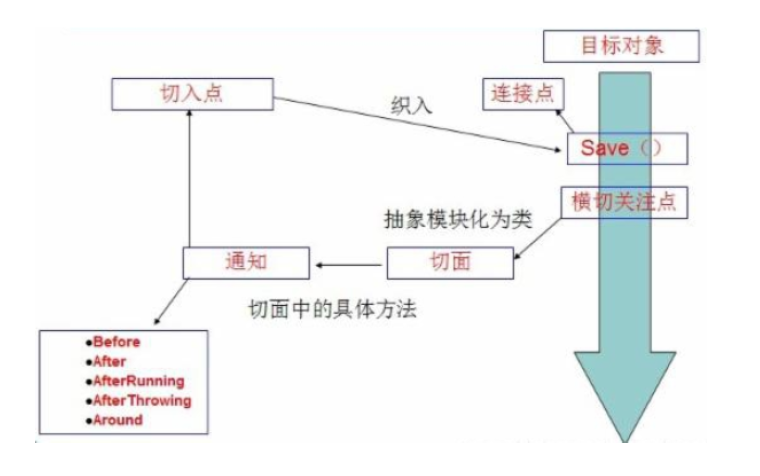 目标对象
切入点
连接点
织入
Save（）
横切关注点
抽象模块化为类
通知
切面
切面中的具体方法
●Before
●After
●AfterRunning
●AfterThrowing
●Around